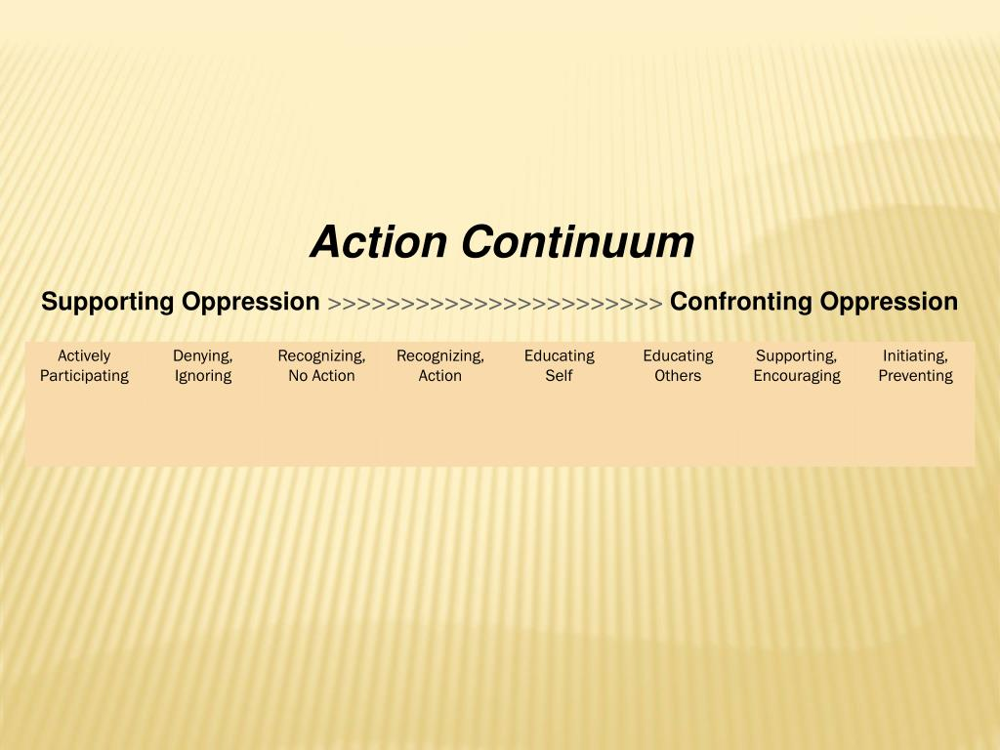 Action Continuum
Supporting Oppression >>>>>>>>>>>>>>>>>>>>>>> Confronting Oppression
Actively Participating
Denying, Ignoring
Recognizing, No Action
Recognizing, Action
Educating Self
Educating Others
Supporting, Encouraging
Initiating, Preventing